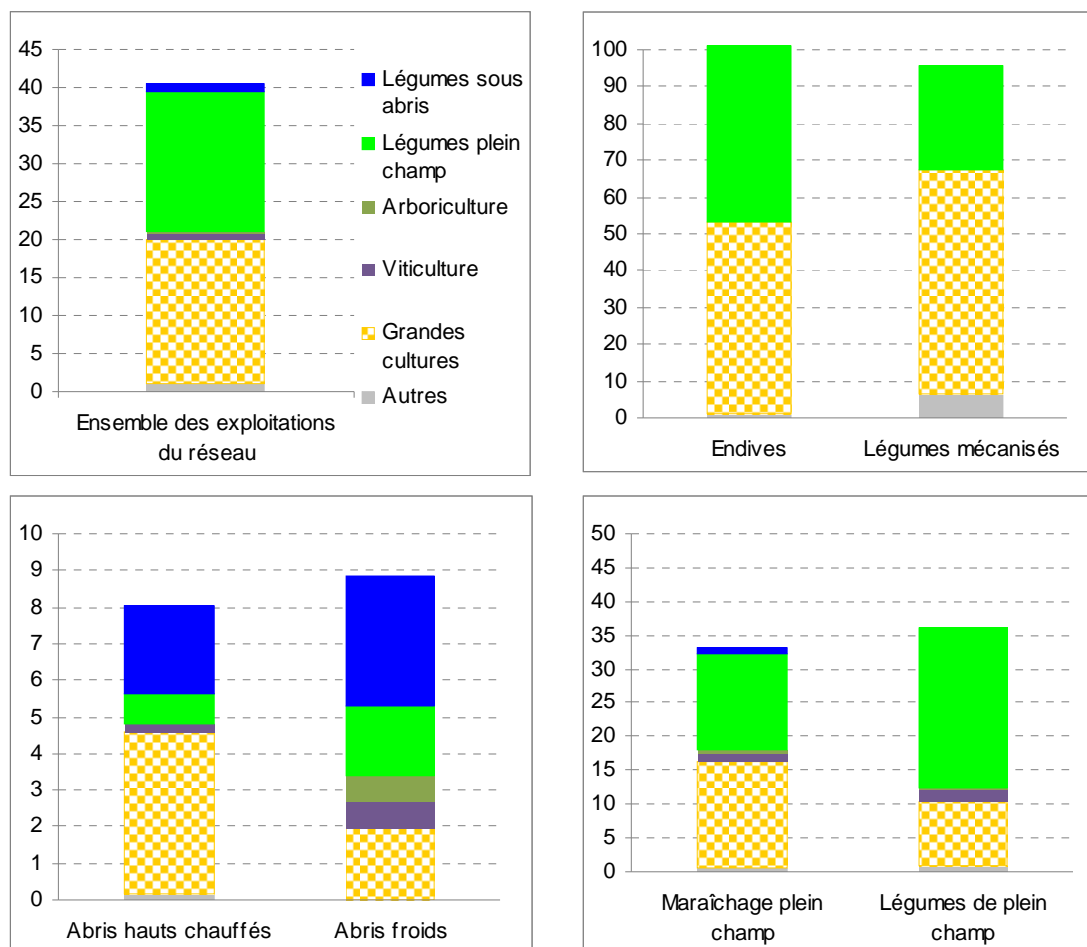 45
40
35
30
25
20
15
10
5
0
Ensemble des exploitations
du réseau
Légumes sous
abris
Légumes plein
champ
Arboriculture
Viticulture
Grandes
cultures
Autres
100
90
80
70
60
50
40
30
20
10
0
Endives
Légumes mécanisés
10
9
8
7
6
5
4
3
2
1
0
Abris hauts chauffés
Abris froids
50
45
40
35
30
25
20
15
10
5
0
Maraîchage plein
champ
Légumes de plein
champ